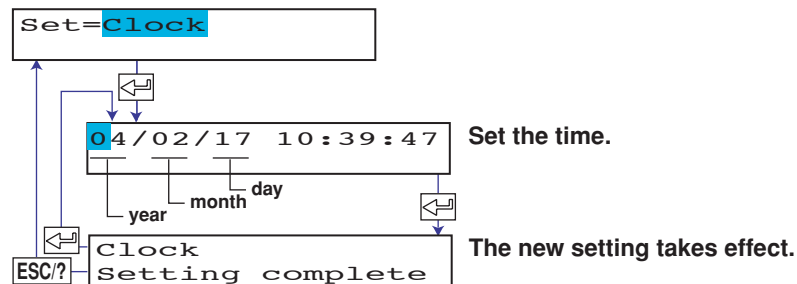 Set=Clock
04/02/17 10:39:47
Set the time.
year
month
day
Clock
Setting complete
The new setting takes effect.
ESC/?